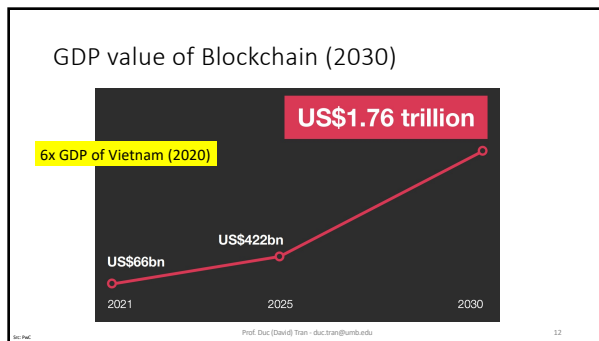 GDP value of Blockchain (2030)
US$1.76 trillion
6x GDP of Vietnam (2020)
US$422bn
US$66bn
2021 2025 2030
Src: PwC
Prof. Duc (David) Tran - duc.tran@umb.edu
12